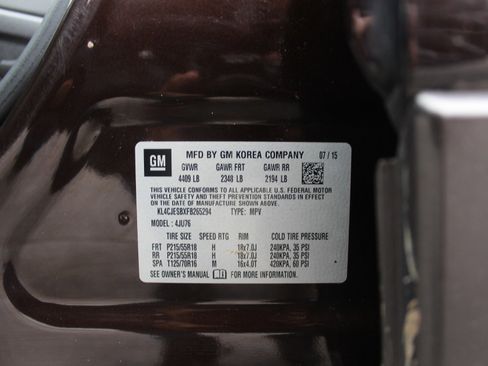 GM MFD BY GM KOREA COMPANY 07 / 15
GVWR GAWR FRT GAWR RR
4409 LB 2348 LB 2194 LB
THIS VEHICLE CONFORMS TO ALL APPLICABLE U.S. FEDERAL MOTOR
VEHICLE SAFETY AND THEFT PREVENTION STANDARDS IN EFFECT
ON THE DATE OF MANUFACTURE SHOWN ABOVE.
KL4CJESBXFB265294 TYPE: MPV
MODEL : 4JU76
TIRE SIZE SPEED RTG RIM COLD TIRE PRESSURE
FRT P215/55R18 H 18x7.0J 240KPA, 35 PSI
RR P215/55R18 H 18x7.0J 240KPA, 35 PSI
SPA T125/70R16 M 16x4.0T 420KPA, 60 PSI
SEE OWNER'S MANUAL FOR MORE INFORMATION.